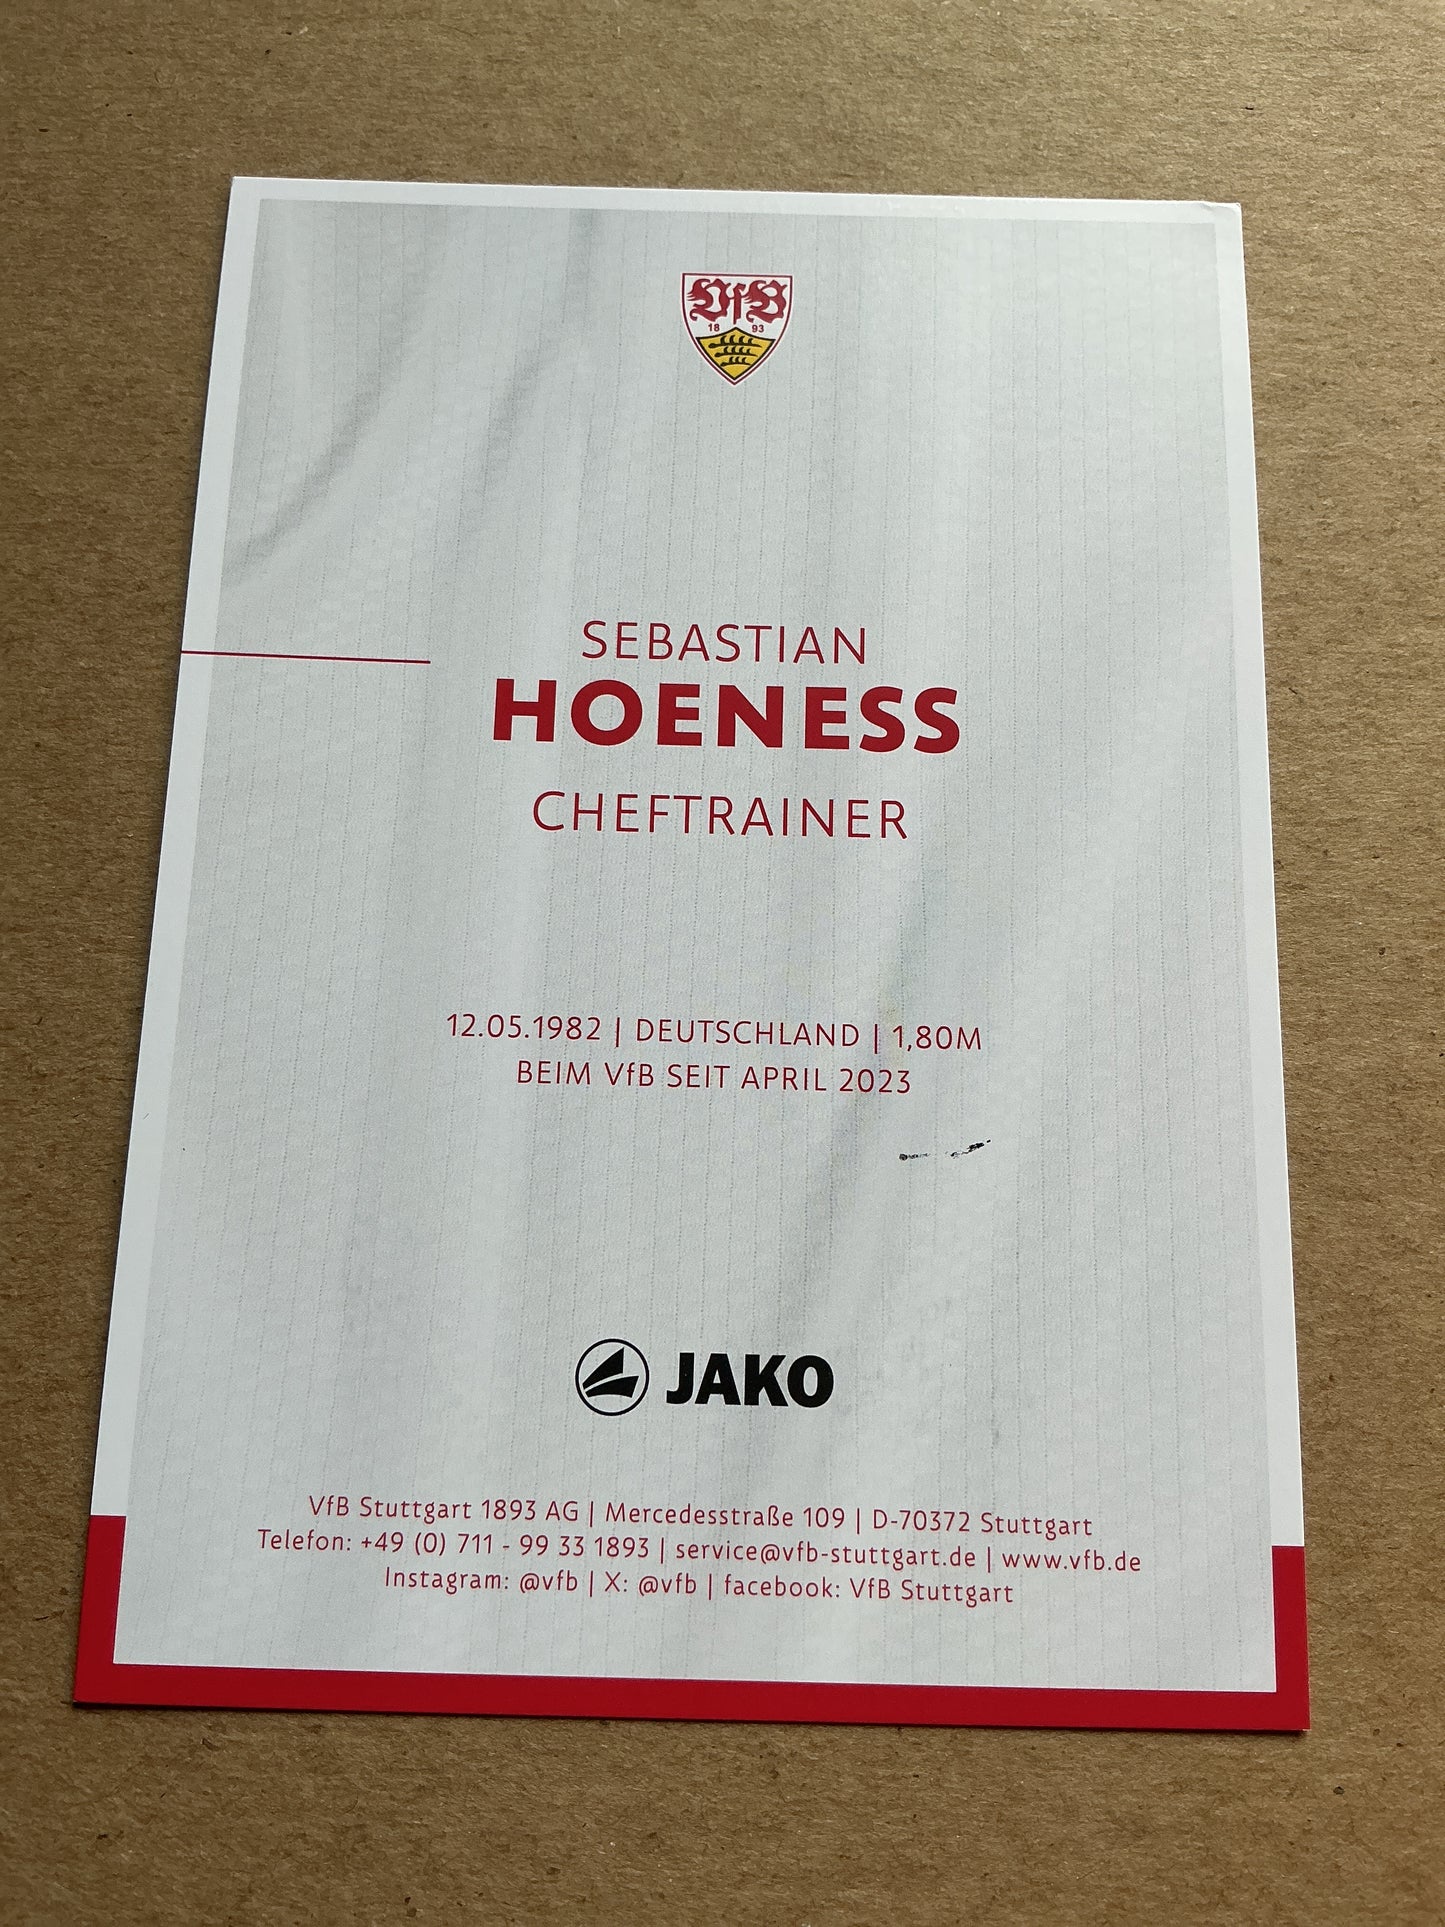 VfB
18 93
SEBASTIAN
HOENESS
CHEFTRAINER
12.05.1982 | DEUTSCHLAND | 1,80M
BEIM VfB SEIT APRIL 2023
JAKO
VfB Stuttgart 1893 AG | Mercedesstraße 109 | D-70372 Stuttgart
Telefon: +49 (0) 711 - 99 33 1893 | service@vfb-stuttgart.de | www.vfb.de
Instagram: @vfb | X: @vfb | facebook: VfB Stuttgart